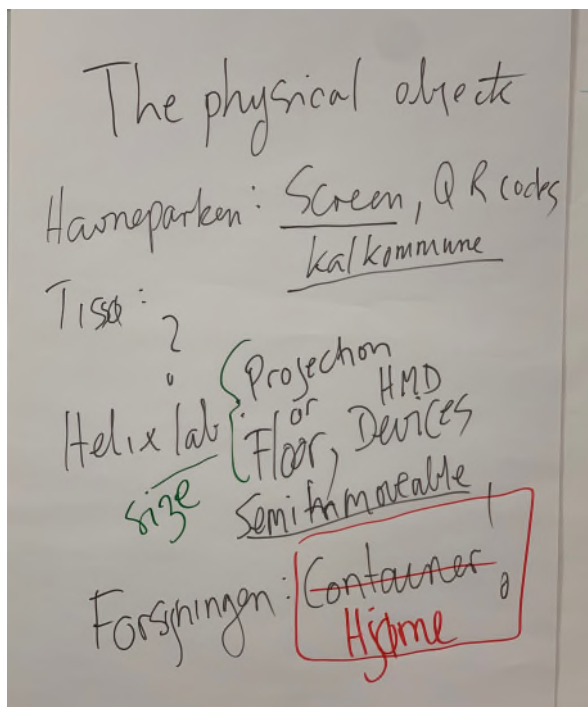 The physical object
Havneparken: Screen, QR codes
kalkommune
Tissø:
?
Helix lab { Projection
or HMD
size Floor, Devices
Semi immoveable
Forsyningen: Container,
Hjørne